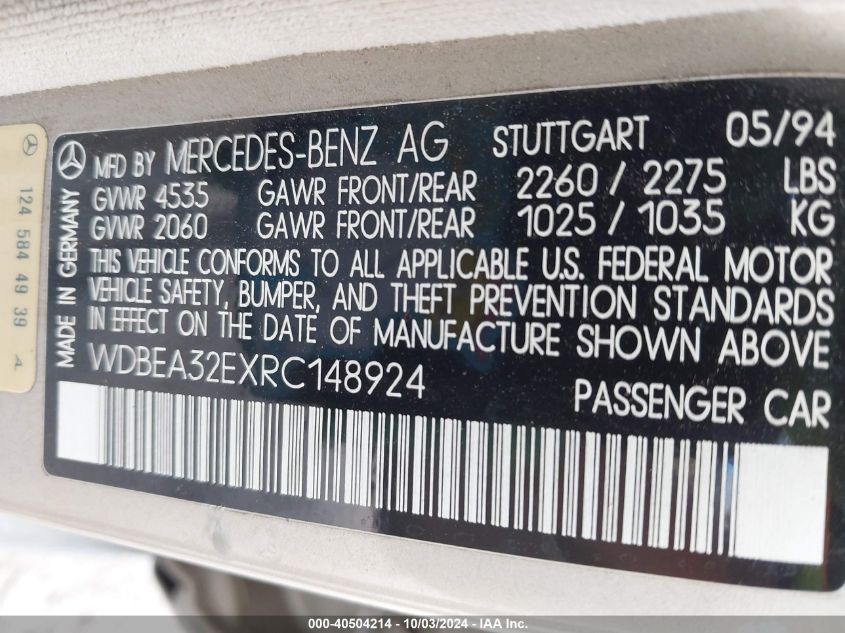 MFD BY MERCEDES-BENZ AG STUTTGART 05/94
GVWR 4535 GAWR FRONT/REAR 2260 / 2275 LBS
GVWR 2060 GAWR FRONT/REAR 1025 / 1035 KG
THIS VEHICLE CONFORMS TO ALL APPLICABLE U.S. FEDERAL MOTOR
VEHICLE SAFETY, BUMPER, AND THEFT PREVENTION STANDARDS
IN EFFECT ON THE DATE OF MANUFACTURE SHOWN ABOVE
WDBEA32EXRC148924
PASSENGER CAR
MADE IN GERMANY
124 584 49 39 A
000-40504214 - 10/03/2024 - IAA Inc.